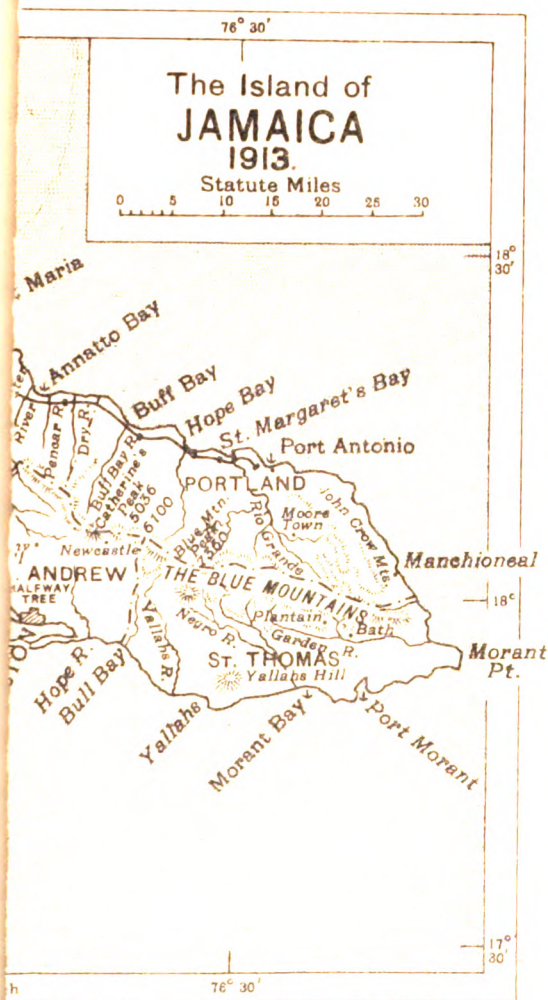 76° 30'
The Island of
JAMAICA
1913.
Statute Miles
0 5 10 15 20 25 30
18°
30'
Maria
Annatto Bay
Buff Bay
Hope Bay
St. Margaret's Bay
Port Antonio
River
Pencar R.
Dry R.
Buff Bay R.
Catherine's
Peak
5036
6100
PORTLAND
Blue Mtn.
Peak
7360
Rio
Grande
Moore
Town
John Crow Mts.
Manchioneal
Newcastle
ANDREW
HALFWAY
TREE
THE BLUE MOUNTAINS
18°
Plantain
Garden R.
Bath
Negro R.
Yallahs R.
ST. THOMAS
Yallahs Hill
Morant
Pt.
Hope R.
Bull Bay
Yallahs
Morant Bay
Port Morant
17°
30'
76° 30'